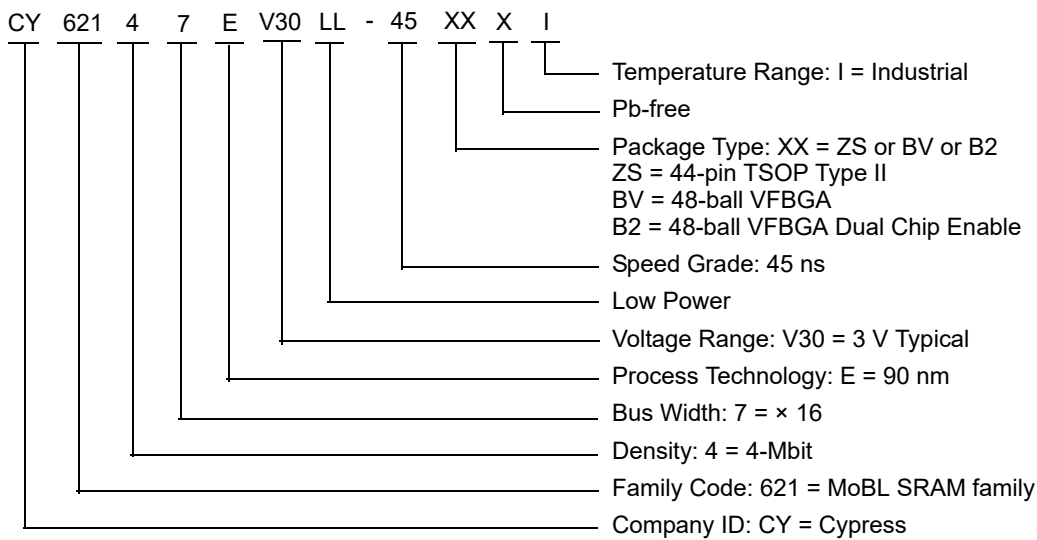 CY 621 4 7 E V30 LL - 45 XX X I
Temperature Range: I = Industrial
Pb-free
Package Type: XX = ZS or BV or B2
ZS = 44-pin TSOP Type II
BV = 48-ball VFBGA
B2 = 48-ball VFBGA Dual Chip Enable
Speed Grade: 45 ns
Low Power
Voltage Range: V30 = 3 V Typical
Process Technology: E = 90 nm
Bus Width: 7 = × 16
Density: 4 = 4-Mbit
Family Code: 621 = MoBL SRAM family
Company ID: CY = Cypress